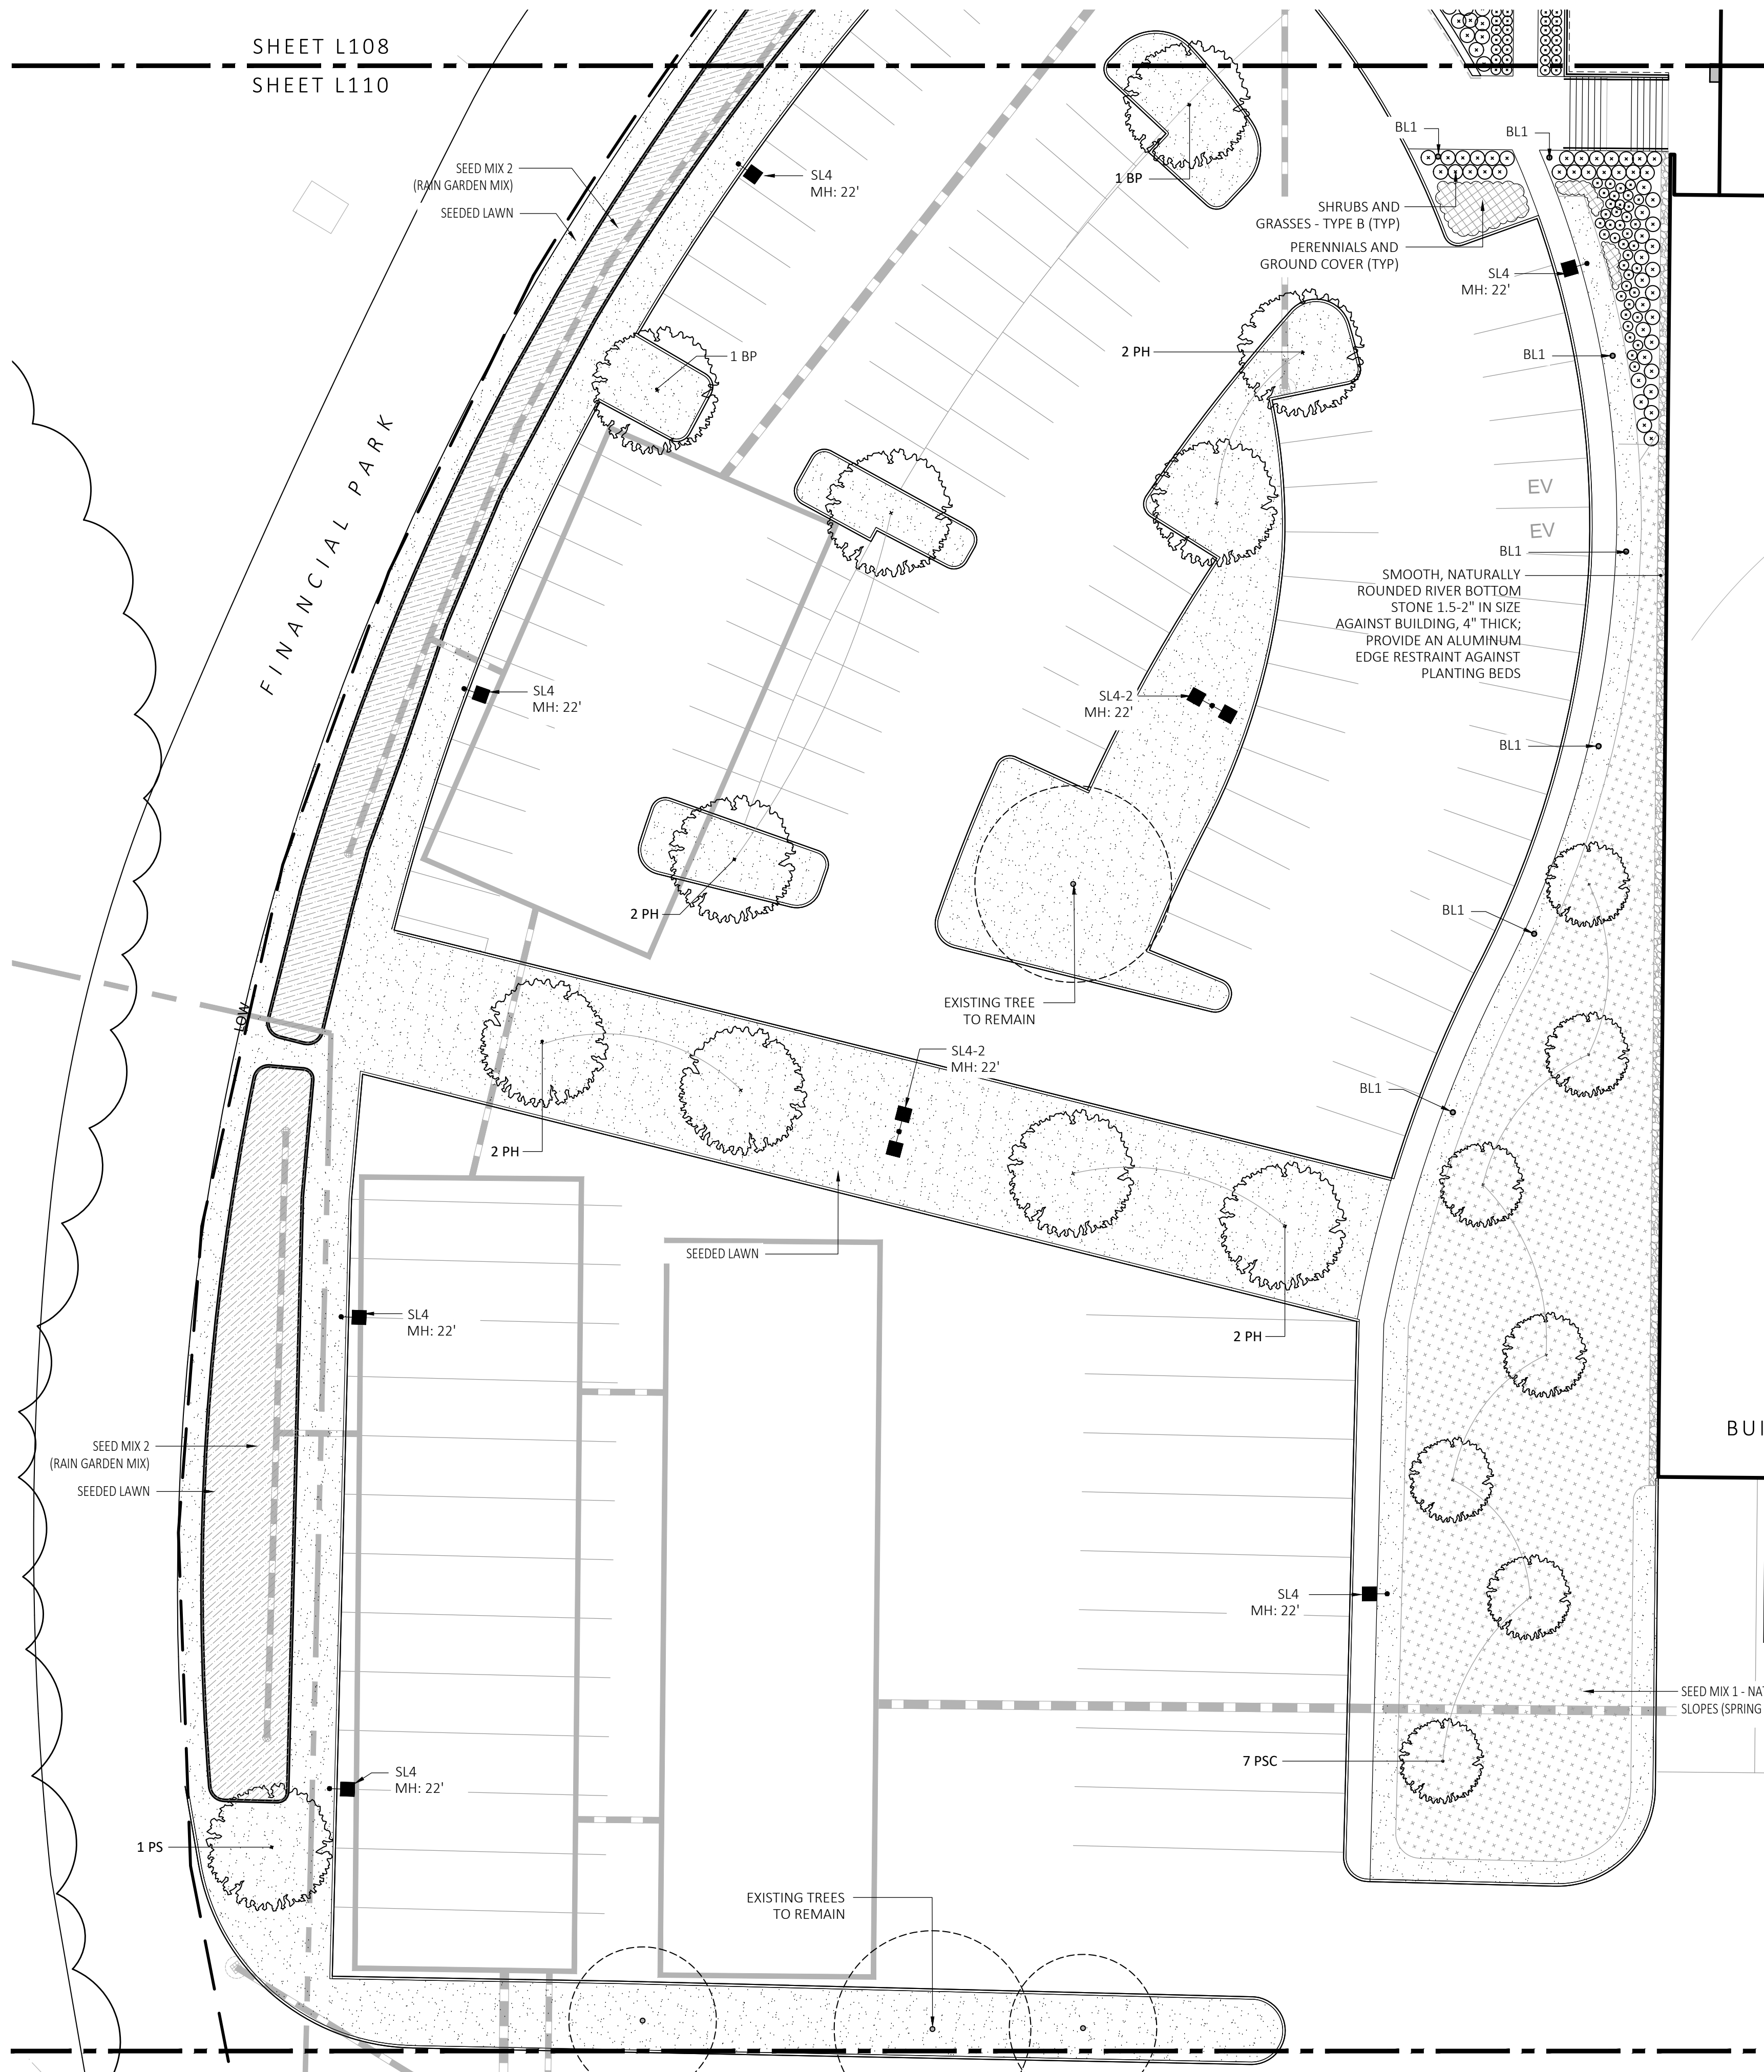 SHEET L108
SHEET L110
SEED MIX 2
(RAIN GARDEN MIX)
SEEDED LAWN
SL4
MH: 22'
1 BP
BL1
BL1
SHRUBS AND
GRASSES - TYPE B (TYP)
PERENNIALS AND
GROUND COVER (TYP)
SL4
MH: 22'
1 BP
2 PH
BL1
FINANCIAL PARK
EV
EV
BL1
SMOOTH, NATURALLY
ROUNDED RIVER BOTTOM
STONE 1.5-2" IN SIZE
AGAINST BUILDING, 4" THICK;
PROVIDE AN ALUMINUM
EDGE RESTRAINT AGAINST
PLANTING BEDS
SL4
MH: 22'
SL4-2
MH: 22'
BL1
2 PH
BL1
EXISTING TREE
TO REMAIN
LOW
SL4-2
MH: 22'
BL1
2 PH
SEEDED LAWN
SL4
MH: 22'
2 PH
BUI
SEED MIX 2
(RAIN GARDEN MIX)
SEEDED LAWN
SL4
MH: 22'
SEED MIX 1 - NA
SLOPES (SPRING
7 PSC
SL4
MH: 22'
1 PS
EXISTING TREES
TO REMAIN